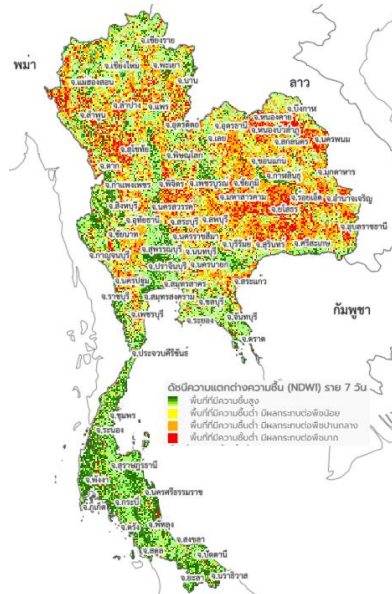 จ.เชียงราย
พม่า
จ.เชียงใหม่
จ.พะเยา
ลาว
จ.แม่ฮ่องสอน
จ.น่าน
จ.บึงกาฬ
จ.ลำปาง
จ.แพร่
จ.หนองคาย
จ.ลำพูน
จ.อุตรดิตถ์
จ.อุดรธานี
จ.นครพนม
จ.หนองบัวลำภู
จ.เลย
จ.สกลนคร
จ.สุโขทัย
จ.พิษณุโลก
จ.ขอนแก่น
จ.ตาก
จ.กาฬสินธุ์
จ.มุกดาหาร
จ.กำแพงเพชร
จ.พิจิตร
จ.เพชรบูรณ์
จ.ชัยภูมิ
จ.มหาสารคาม
จ.ร้อยเอ็ด
จ.อำนาจเจริญ
จ.สิงหบุรี
จ.นครสวรรค์
จ.ยโสธร
จ.อุทัยธานี
จ.สระบุรี
จ.ลพบุรี
จ.อุบลราชธานี
จ.ชัยนาท
จ.นครราชสีมา
จ.บุรีรัมย์
จ.สุรินทร์
จ.ศรีสะเกษ
จ.สุพรรณบุรี
จ.นนทบุรี
จ.กาญจนบุรี
จ.ปราจีนบุรี
จ.นครนายก
จ.นครปฐม
จ.สมุทรสาคร
จ.สระแก้ว
จ.ราชบุรี
จ.สมุทรสงคราม
จ.ชลบุรี
กัมพูชา
จ.เพชรบุรี
จ.ระยอง
จ.จันทบุรี
จ.ตราด
จ.ประจวบคีรีขันธ์
ดัชนีความแตกต่างความชื้น (NDWI) ราย 7 วัน
พื้นที่ที่มีความชื้นสูง
พื้นที่ที่มีความชื้นต่ำ มีผลกระทบต่อพืชน้อย
พื้นที่ที่มีความชื้นต่ำ มีผลกระทบต่อพืชปานกลาง
พื้นที่ที่มีความชื้นต่ำ มีผลกระทบต่อพืชมาก
จ.ชุมพร
จ.ระนอง
จ.สุราษฎร์ธานี
จ.พังงา
จ.นครศรีธรรมราช
จ.กระบี่
จ.ภูเก็ต
จ.ตรัง
จ.พัทลุง
จ.สงขลา
จ.สตูล
จ.ปัตตานี
จ.ยะลา
จ.นราธิวาส